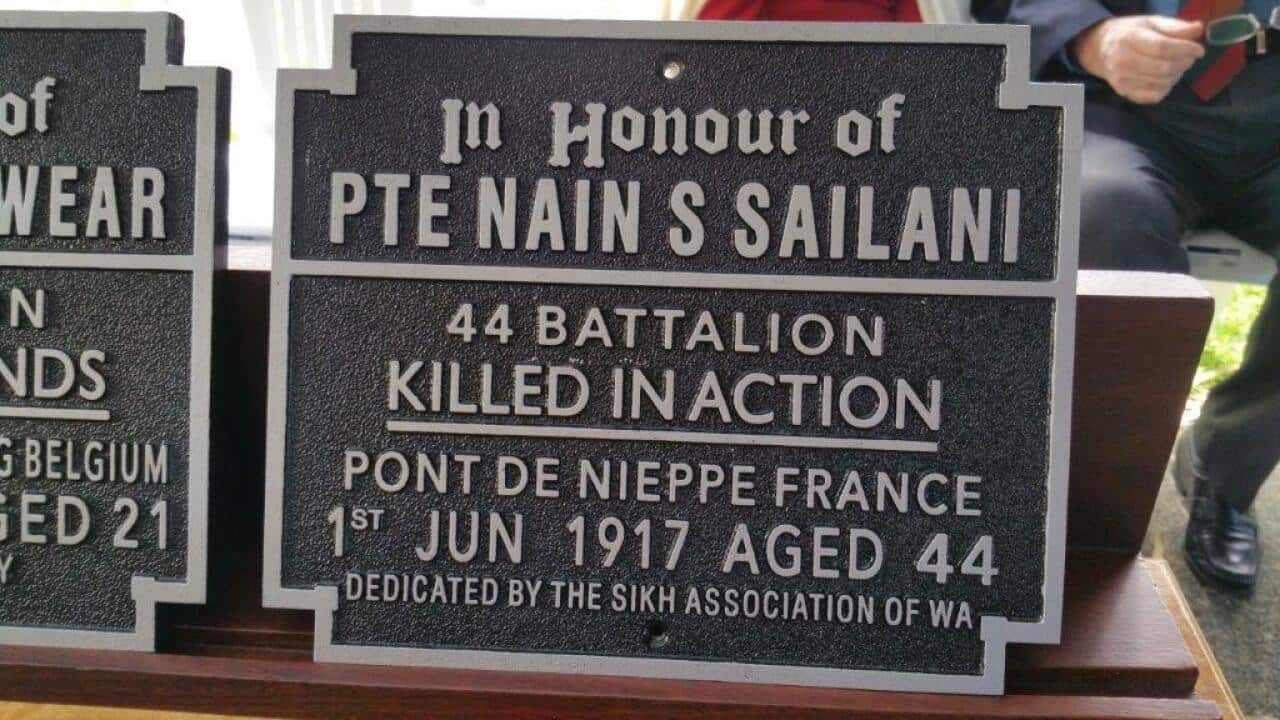 of
WEAR
N
NDS
G BELGIUM
GED 21
Y
In Honour of
PTE NAIN S SAILANI
44 BATTALION
KILLED IN ACTION
PONT DE NIEPPE FRANCE
1ST JUN 1917 AGED 44
DEDICATED BY THE SIKH ASSOCIATION OF WA